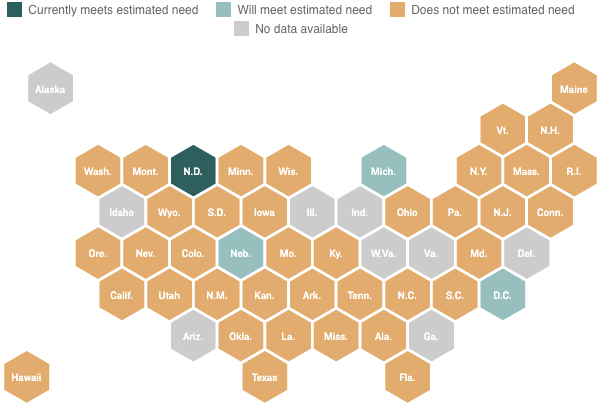 Currently meets estimated need Will meet estimated need Does not meet estimated need
No data available
Alaska Maine
Vt. N.H.
Wash. Mont. N.D. Minn. Wis. Mich. N.Y. Mass. R.I.
Idaho Wyo. S.D. Iowa Ill. Ind. Ohio Pa. N.J. Conn.
Ore. Nev. Colo. Neb. Mo. Ky. W.Va. Va. Md. Del.
Calif. Utah N.M. Kan. Ark. Tenn. N.C. S.C. D.C.
Ariz. Okla. La. Miss. Ala. Ga.
Hawaii Texas Fla.